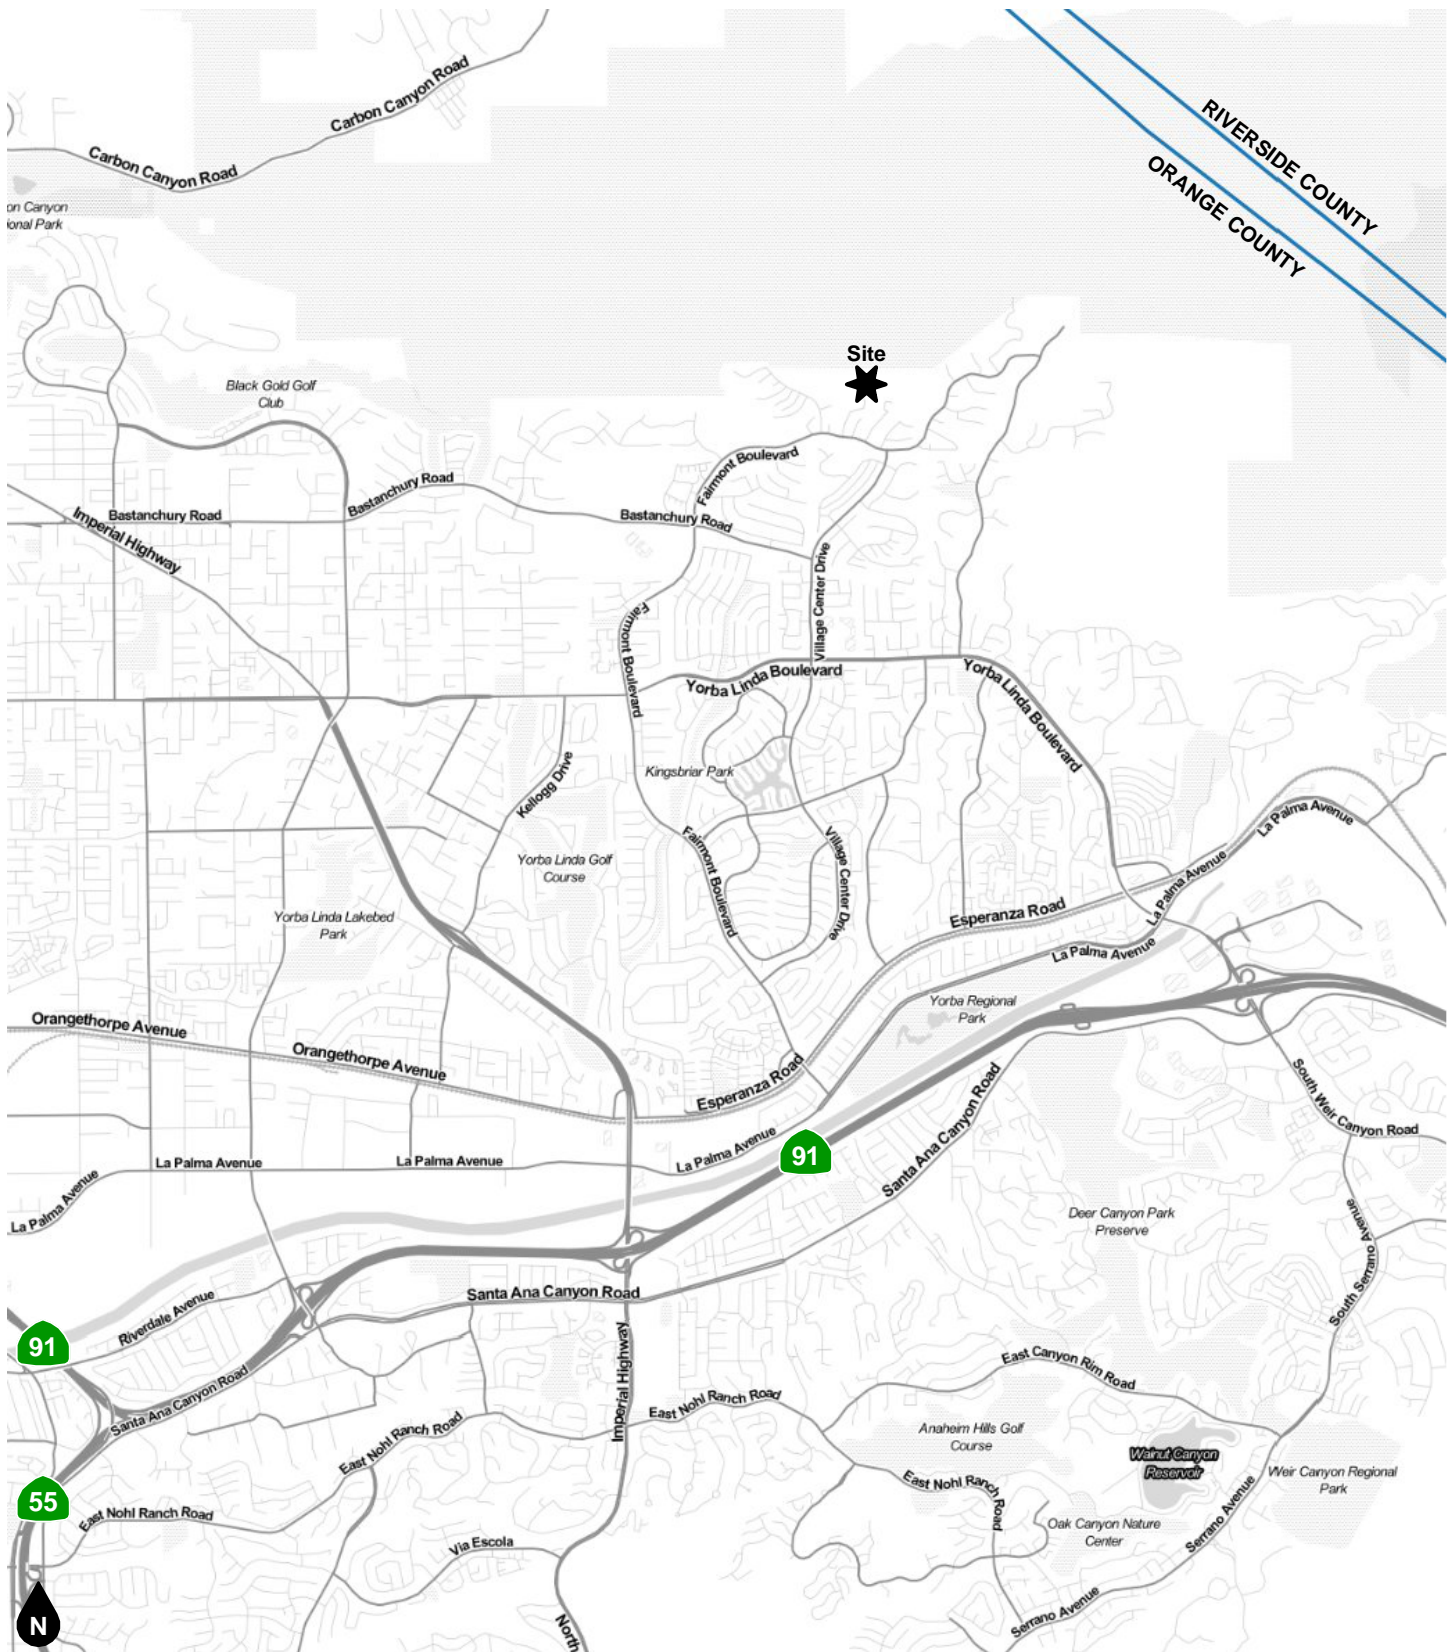 Carbon Canyon Road
Carbon Canyon Road
on Canyon
ional Park
RIVERSIDE COUNTY
ORANGE COUNTY
Site
Black Gold Golf
Club
Fairmont Boulevard
Bastanchury Road
Bastanchury Road
Bastanchury Road
Imperial Highway
Village Center Drive
Fairmont Boulevard
Yorba Linda Boulevard
Yorba Linda Boulevard
Kingsbriar Park
Kellogg Drive
La Palma Avenue
Fairmont Boulevard
Village Center Drive
Yorba Linda Golf
Course
La Palma Avenue
Yorba Linda Lakebed
Park
Esperanza Road
La Palma Avenue
Yorba Regional
Park
Orangethorpe Avenue
Orangethorpe Avenue
Esperanza Road
Santa Ana Canyon Road
South Weir Canyon Road
La Palma Avenue
91
La Palma Avenue
La Palma Avenue
La Palma Avenue
Deer Canyon Park
Preserve
Avenue
South Serrano Avenue
Santa Ana Canyon Road
Riverdale Avenue
91
Imperial Highway
East Canyon Rim Road
Santa Ana Canyon Road
East Nohl Ranch Road
East Nohl Ranch Road
Anaheim Hills Golf
Course
Walnut Canyon
Reservoir
Weir Canyon Regional
Park
East Nohl Ranch Road
55
East Nohl Ranch Road
Oak Canyon Nature
Center
Serrano Avenue
Via Escola
Serrano Avenue
N
North